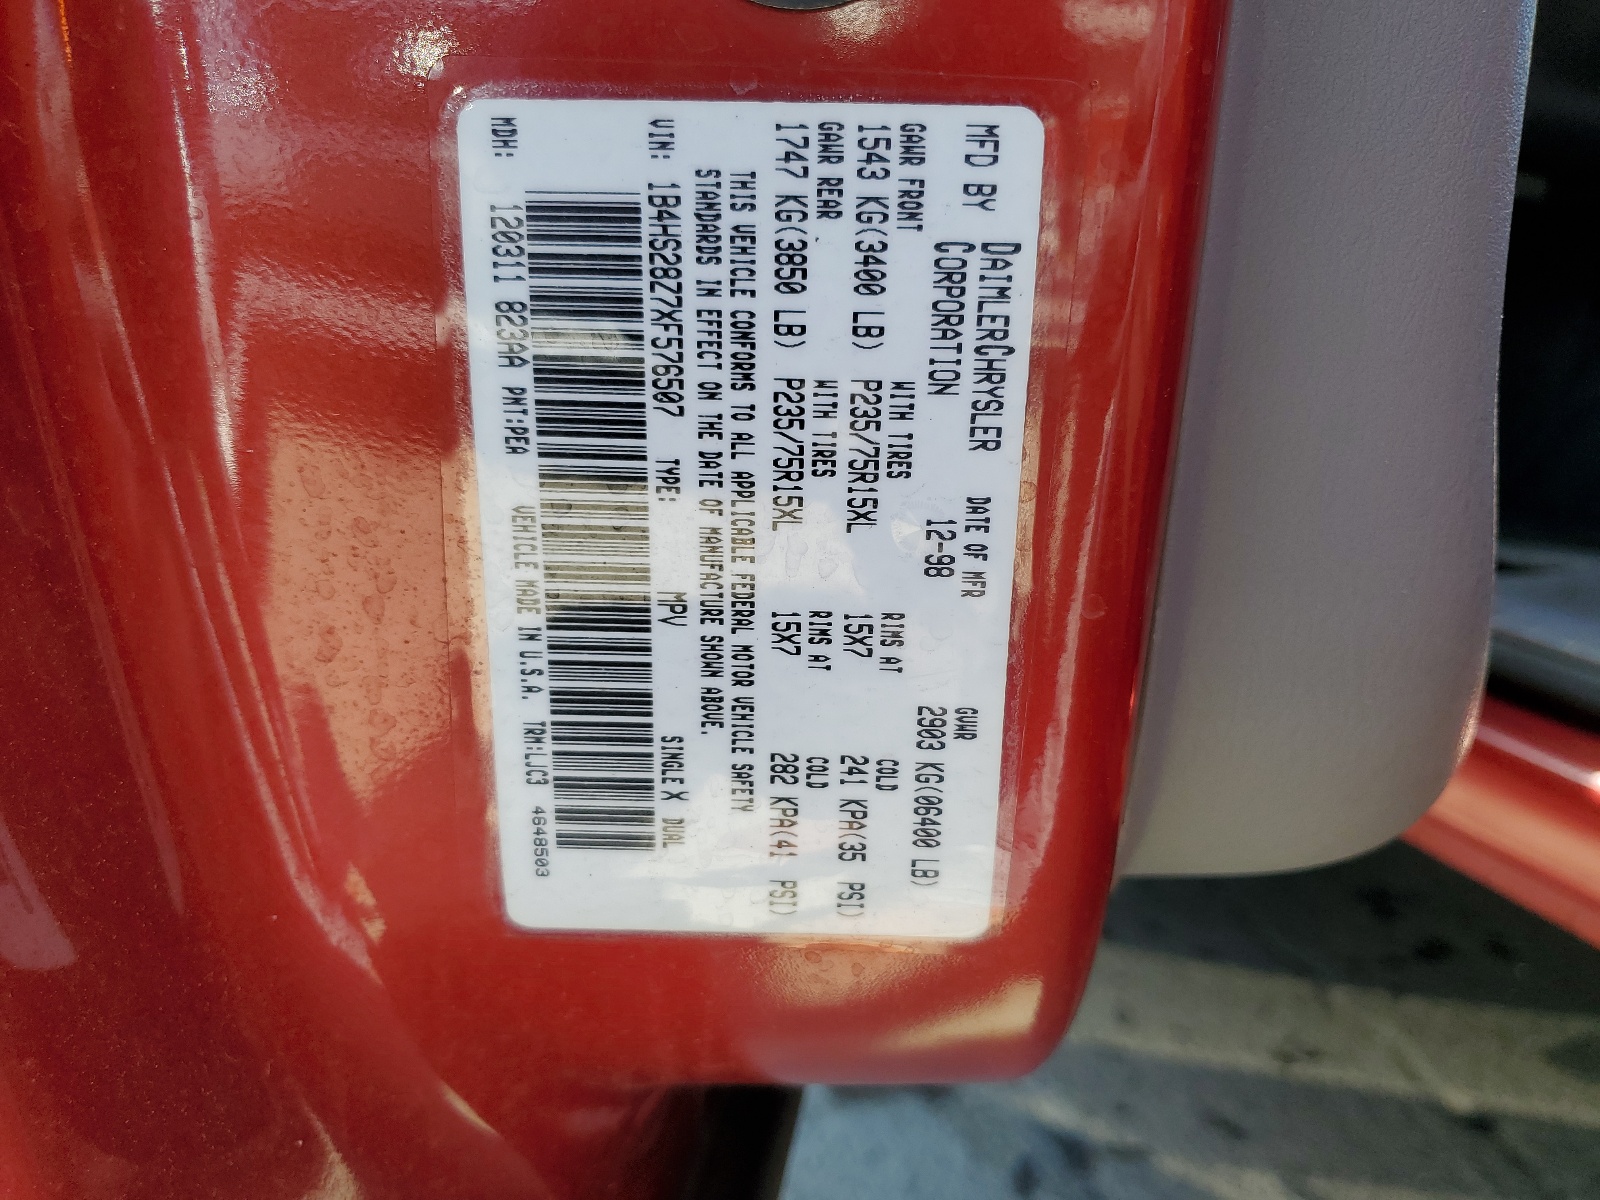 MFD BY DAIMLERCHRYSLER CORPORATION DATE OF MFR 12-98 GVWR 2903 KG(06400 LB)
GAWR FRONT WITH TIRES RIMS AT COLD
1543 KG(3400 LB) P235/75R15XL 15X7 241 KPA(35 PSI)
GAWR REAR WITH TIRES RIMS AT COLD
1747 KG(3850 LB) P235/75R15XL 15X7 282 KPA(41 PSI)
THIS VEHICLE CONFORMS TO ALL APPLICABLE FEDERAL MOTOR VEHICLE SAFETY
STANDARDS IN EFFECT ON THE DATE OF MANUFACTURE SHOWN ABOVE.
VIN: 1B4HS28Z7XF576507 TYPE: MPV SINGLE X DUAL
MDH: 120311 823AA PNT:PEA VEHICLE MADE IN U.S.A. TRM:LJC3 4648503